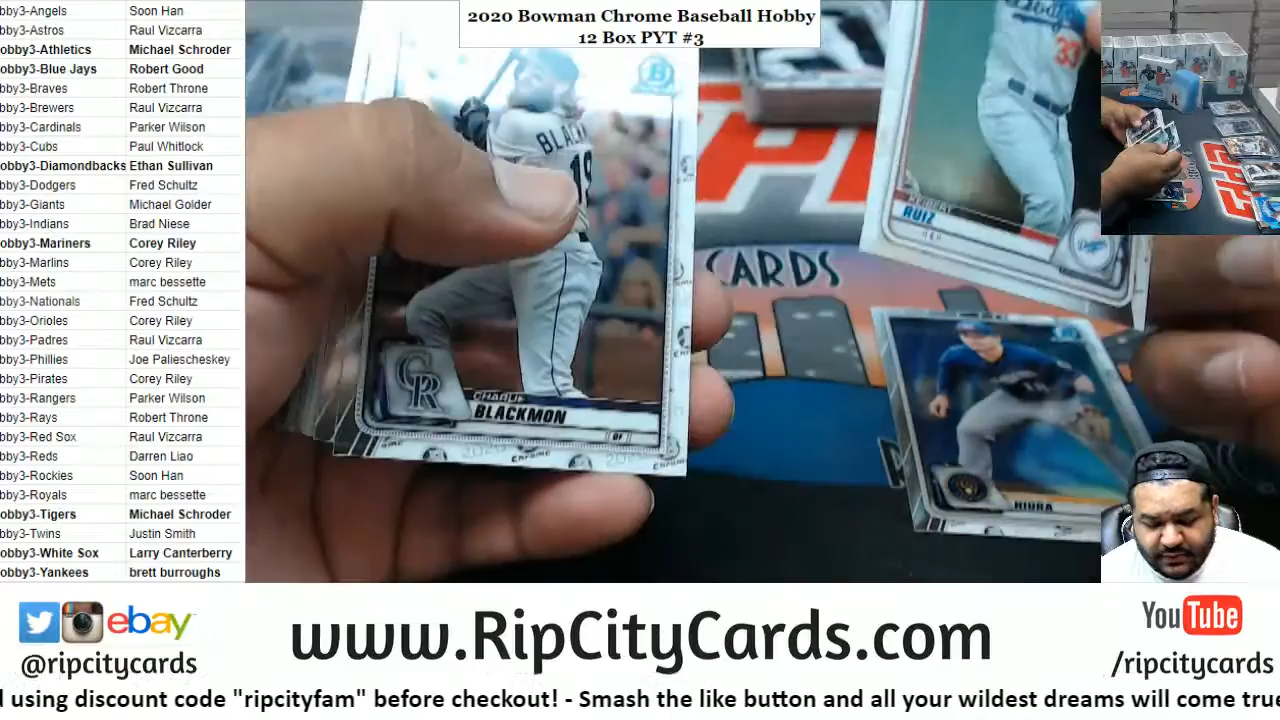 2020 Bowman Chrome Baseball Hobby
12 Box PYT #3
bby3-Angels Soon Han
bby3-Astros Raul Vizcarra
obby3-Athletics Michael Schroder
obby3-Blue Jays Robert Good
bby3-Braves Robert Throne
bby3-Brewers Raul Vizcarra
bby3-Cardinals Parker Wilson
bby3-Cubs Paul Whitlock
obby3-Diamondbacks Ethan Sullivan
bby3-Dodgers Fred Schultz
bby3-Giants Michael Golder
bby3-Indians Brad Niese
obby3-Mariners Corey Riley
bby3-Marlins Corey Riley
bby3-Mets marc bessette
bby3-Nationals Fred Schultz
bby3-Orioles Corey Riley
bby3-Padres Raul Vizcarra
bby3-Phillies Joe Paliescheskey
bby3-Pirates Corey Riley
bby3-Rangers Parker Wilson
bby3-Rays Robert Throne
bby3-Red Sox Raul Vizcarra
bby3-Reds Darren Liao
bby3-Rockies Soon Han
bby3-Royals marc bessette
obby3-Tigers Michael Schroder
bby3-Twins Justin Smith
obby3-White Sox Larry Canterberry
obby3-Yankees brett burroughs
BLACK
19
CR
CHARLIE
BLACKMON
OF
CHROME
33
RUIZ
Dodgers
CARDS
HIURA
ebay
@ripcitycards
www.RipCityCards.com
YouTube
/ripcitycards
d using discount code "ripcityfam" before checkout! - Smash the like button and all your wildest dreams will come true